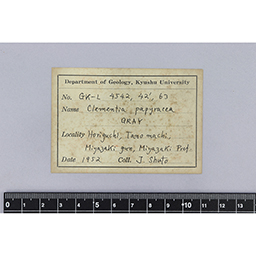 Department of Geology, Kyushu University
No. GK-L 4542, 42', 63
Name Clementia papyracea
GRAY
Locality Horiguchi, Tano machi,
Miyazaki gun, Miyazaki Pref.
Date 1952 Coll. J. Shuto
0 1 2 3 4 5 6 7 8 9 10 11 12 13